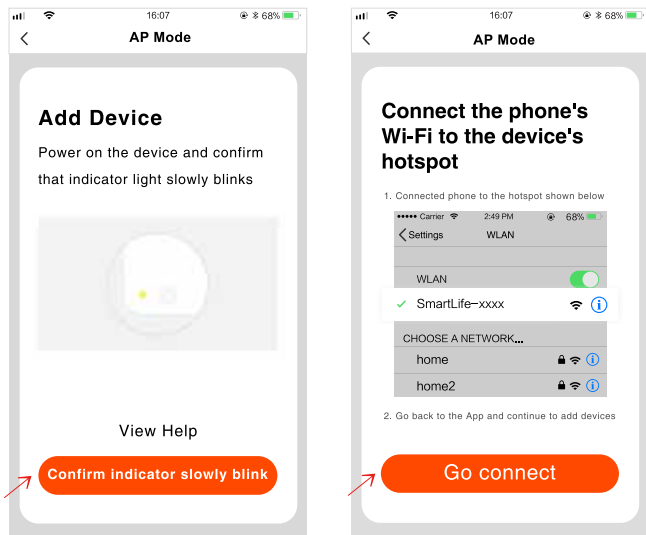 16:07
68%
AP Mode
Add Device
Power on the device and confirm
that indicator light slowly blinks
View Help
Confirm indicator slowly blink
16:07
68%
AP Mode
Connect the phone's
Wi-Fi to the device's
hotspot
1. Connected phone to the hotspot shown below
Carrier 2:49 PM 68%
Settings WLAN
WLAN
SmartLife-xxxx
CHOOSE A NETWORK...
home
home2
2. Go back to the App and continue to add devices
Go connect